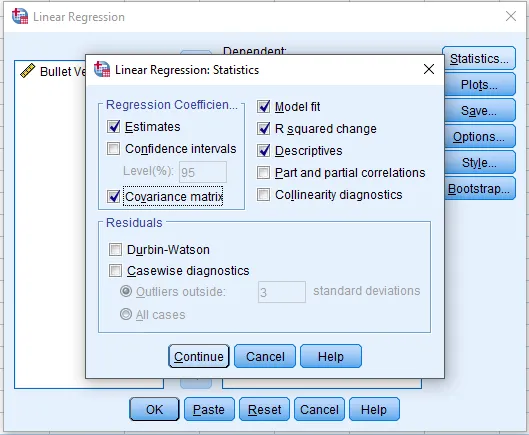 Linear Regression
Dependent:
Bullet Ve
Statistics...
Plots...
Save...
Options...
Style...
Bootstrap...
Linear Regression: Statistics
Regression Coefficien...
Estimates
Confidence intervals
Level(%): 95
Covariance matrix
Model fit
R squared change
Descriptives
Part and partial correlations
Collinearity diagnostics
Residuals
Durbin-Watson
Casewise diagnostics
Outliers outside: 3 standard deviations
All cases
Continue Cancel Help
OK Paste Reset Cancel Help